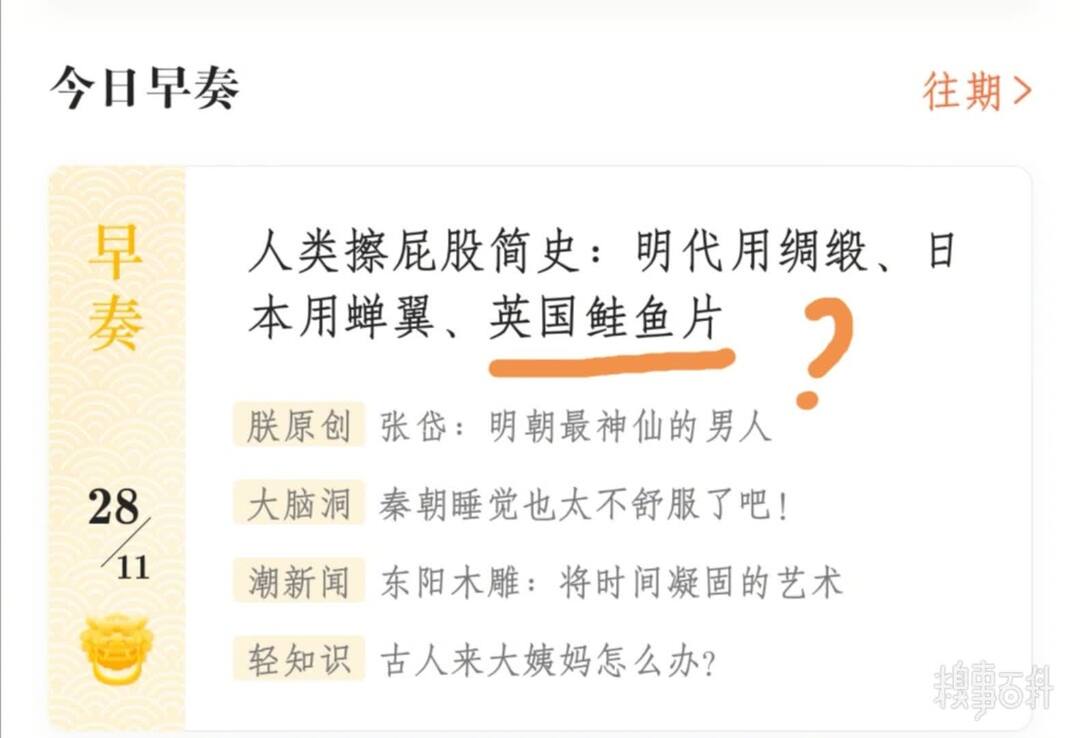 今日早奏
往期>
早奏
28/11
人类擦屁股简史：明代用绸缎、日
本用蝉翼、英国鲑鱼片
?
朕原创 张岱：明朝最神仙的男人
大脑洞 秦朝睡觉也太不舒服了吧！
潮新闻 东阳木雕：将时间凝固的艺术
轻知识 古人来大姨妈怎么办？
糗事百科